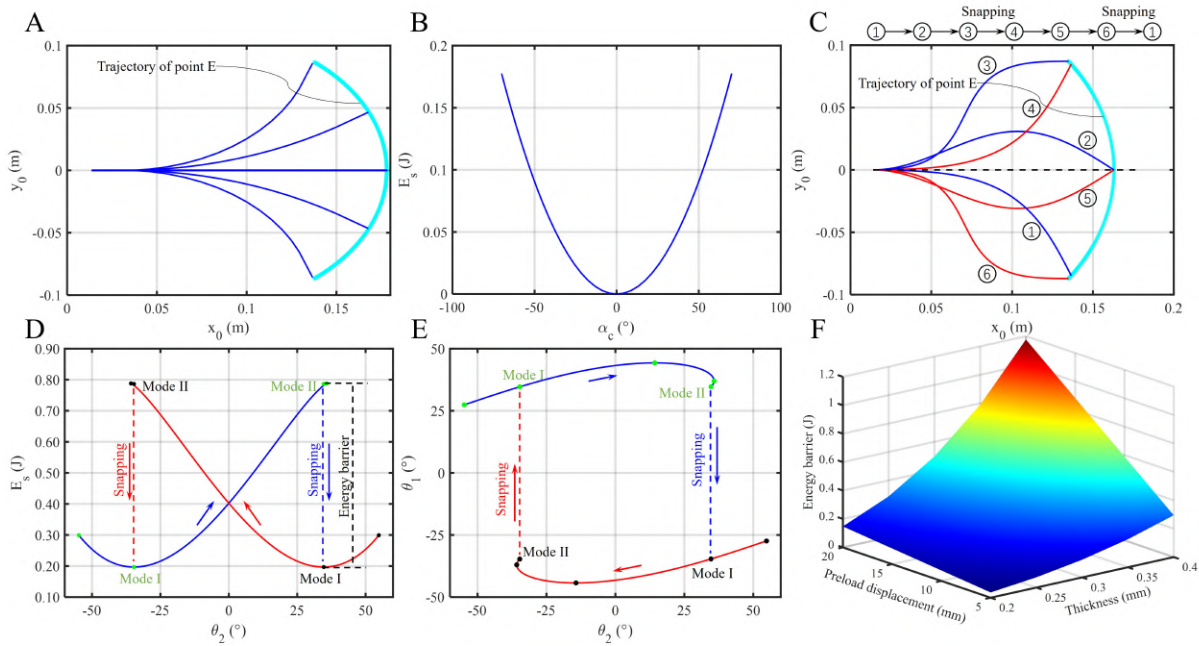 A
0.1
0.05
0
-0.05
-0.1
0
0.05
0.1
0.15
x0 (m)
y0 (m)
Trajectory of point E
B
0.2
0.15
0.1
0.05
0
-100
-50
0
50
100
αc (°)
Es (J)
C
Snapping
Snapping
① ② ③ ④ ⑤ ⑥ ①
0.1
0.05
0
-0.05
-0.1
0
0.05
0.1
0.15
0.2
x0 (m)
y0 (m)
Trajectory of point E
③
④
②
⑤
①
⑥
D
0.90
0.80
0.70
0.60
0.50
0.40
0.30
0.20
0.10
-50
-25
0
25
50
θ2 (°)
Es (J)
Mode II
Mode II
Snapping
Snapping
Energy barrier
Mode I
Mode I
E
50
25
0
-25
-50
-50
-25
0
25
50
θ2 (°)
θ1 (°)
Mode I
Mode II
Snapping
Snapping
Mode II
Mode I
F
1.2
1
0.8
0.6
0.4
0.2
0
Energy barrier (J)
20
15
10
5
Preload displacement (mm)
0.2
0.25
0.3
0.35
0.4
Thickness (mm)